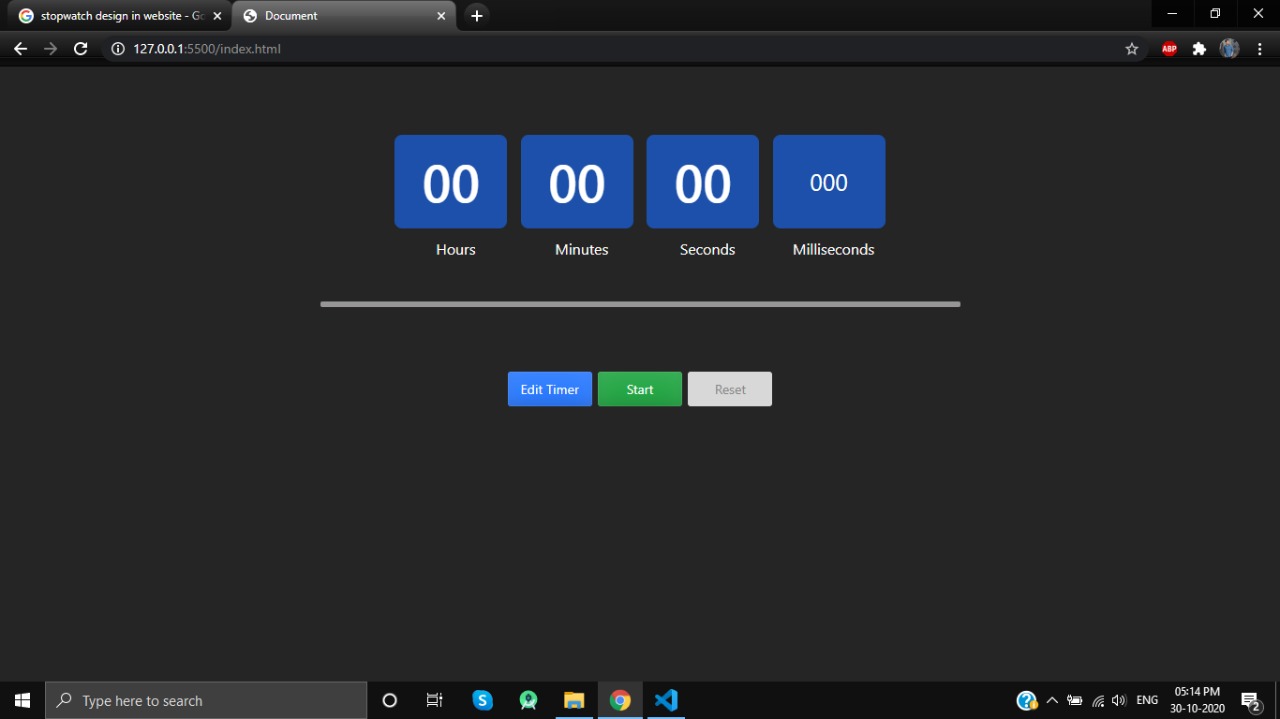 stopwatch design in website - Go
Document
127.0.0.1:5500/index.html
ABP
00 00 00 000
Hours Minutes Seconds Milliseconds
Edit Timer Start Reset
Type here to search
ENG
05:14 PM
30-10-2020
2